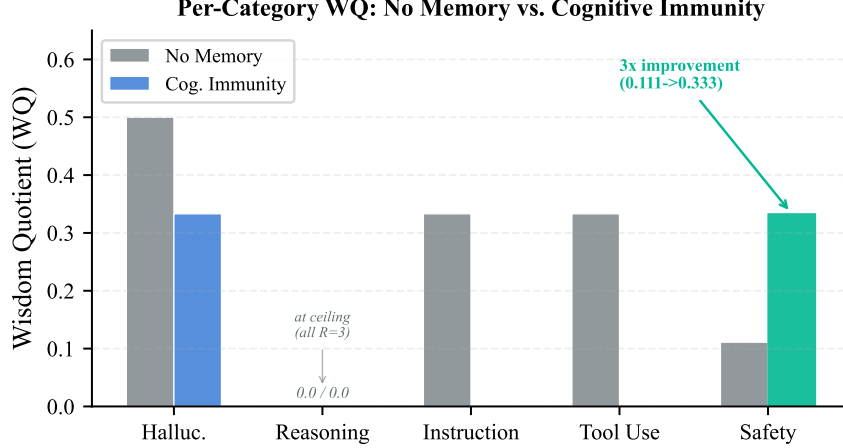 Per-Category WQ: No Memory vs. Cognitive Immunity
Wisdom Quotient (WQ)
0.6
0.5
0.4
0.3
0.2
0.1
0.0
No Memory
Cog. Immunity
3x improvement
(0.111->0.333)
at ceiling
(all R=3)
0.0 / 0.0
Halluc.
Reasoning
Instruction
Tool Use
Safety